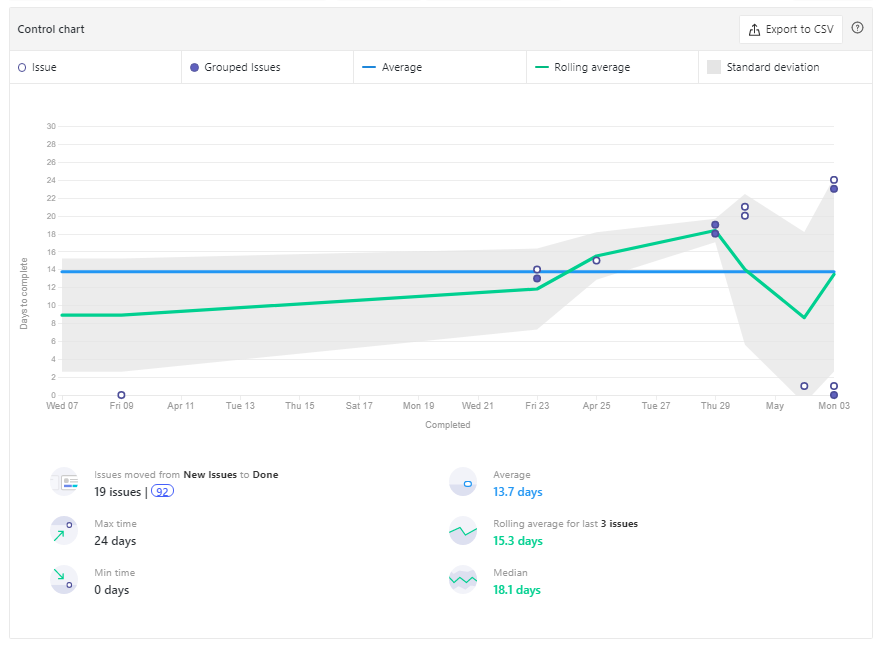 Control chart
Export to CSV
?
Issue
Grouped Issues
Average
Rolling average
Standard deviation
30
28
26
24
22
20
18
16
14
12
10
8
6
4
2
0
Days to complete
Wed 07 Fri 09 Apr 11 Tue 13 Thu 15 Sat 17 Mon 19 Wed 21 Fri 23 Apr 25 Tue 27 Thu 29 May Mon 03
Completed
Issues moved from New Issues to Done
19 issues | 92
Average
13.7 days
Max time
24 days
Rolling average for last 3 issues
15.3 days
Min time
0 days
Median
18.1 days